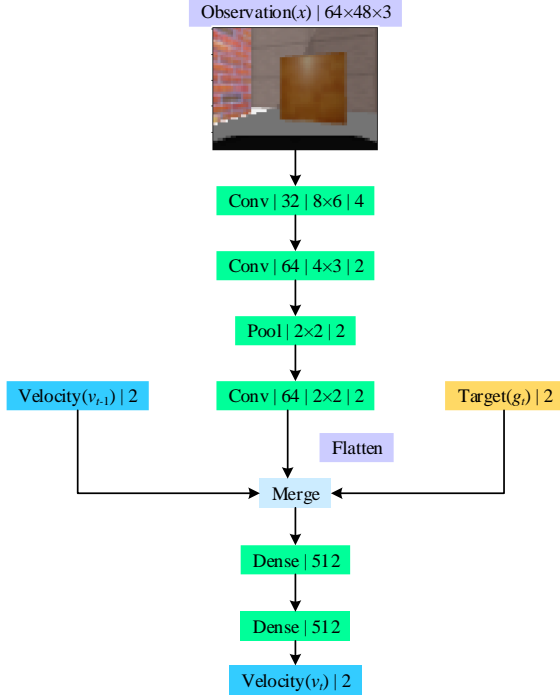 Observation(x) | 64×48×3
Conv | 32 | 8×6 | 4
Conv | 64 | 4×3 | 2
Pool | 2×2 | 2
Velocity(vt-1) | 2
Conv | 64 | 2×2 | 2
Target(gt) | 2
Flatten
Merge
Dense | 512
Dense | 512
Velocity(vt) | 2